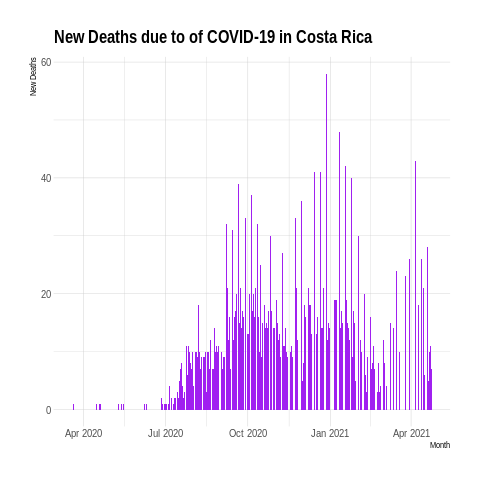 New Deaths due to of COVID-19 in Costa Rica
New Deaths
60
40
20
0
Apr 2020 Jul 2020 Oct 2020 Jan 2021 Apr 2021
Month